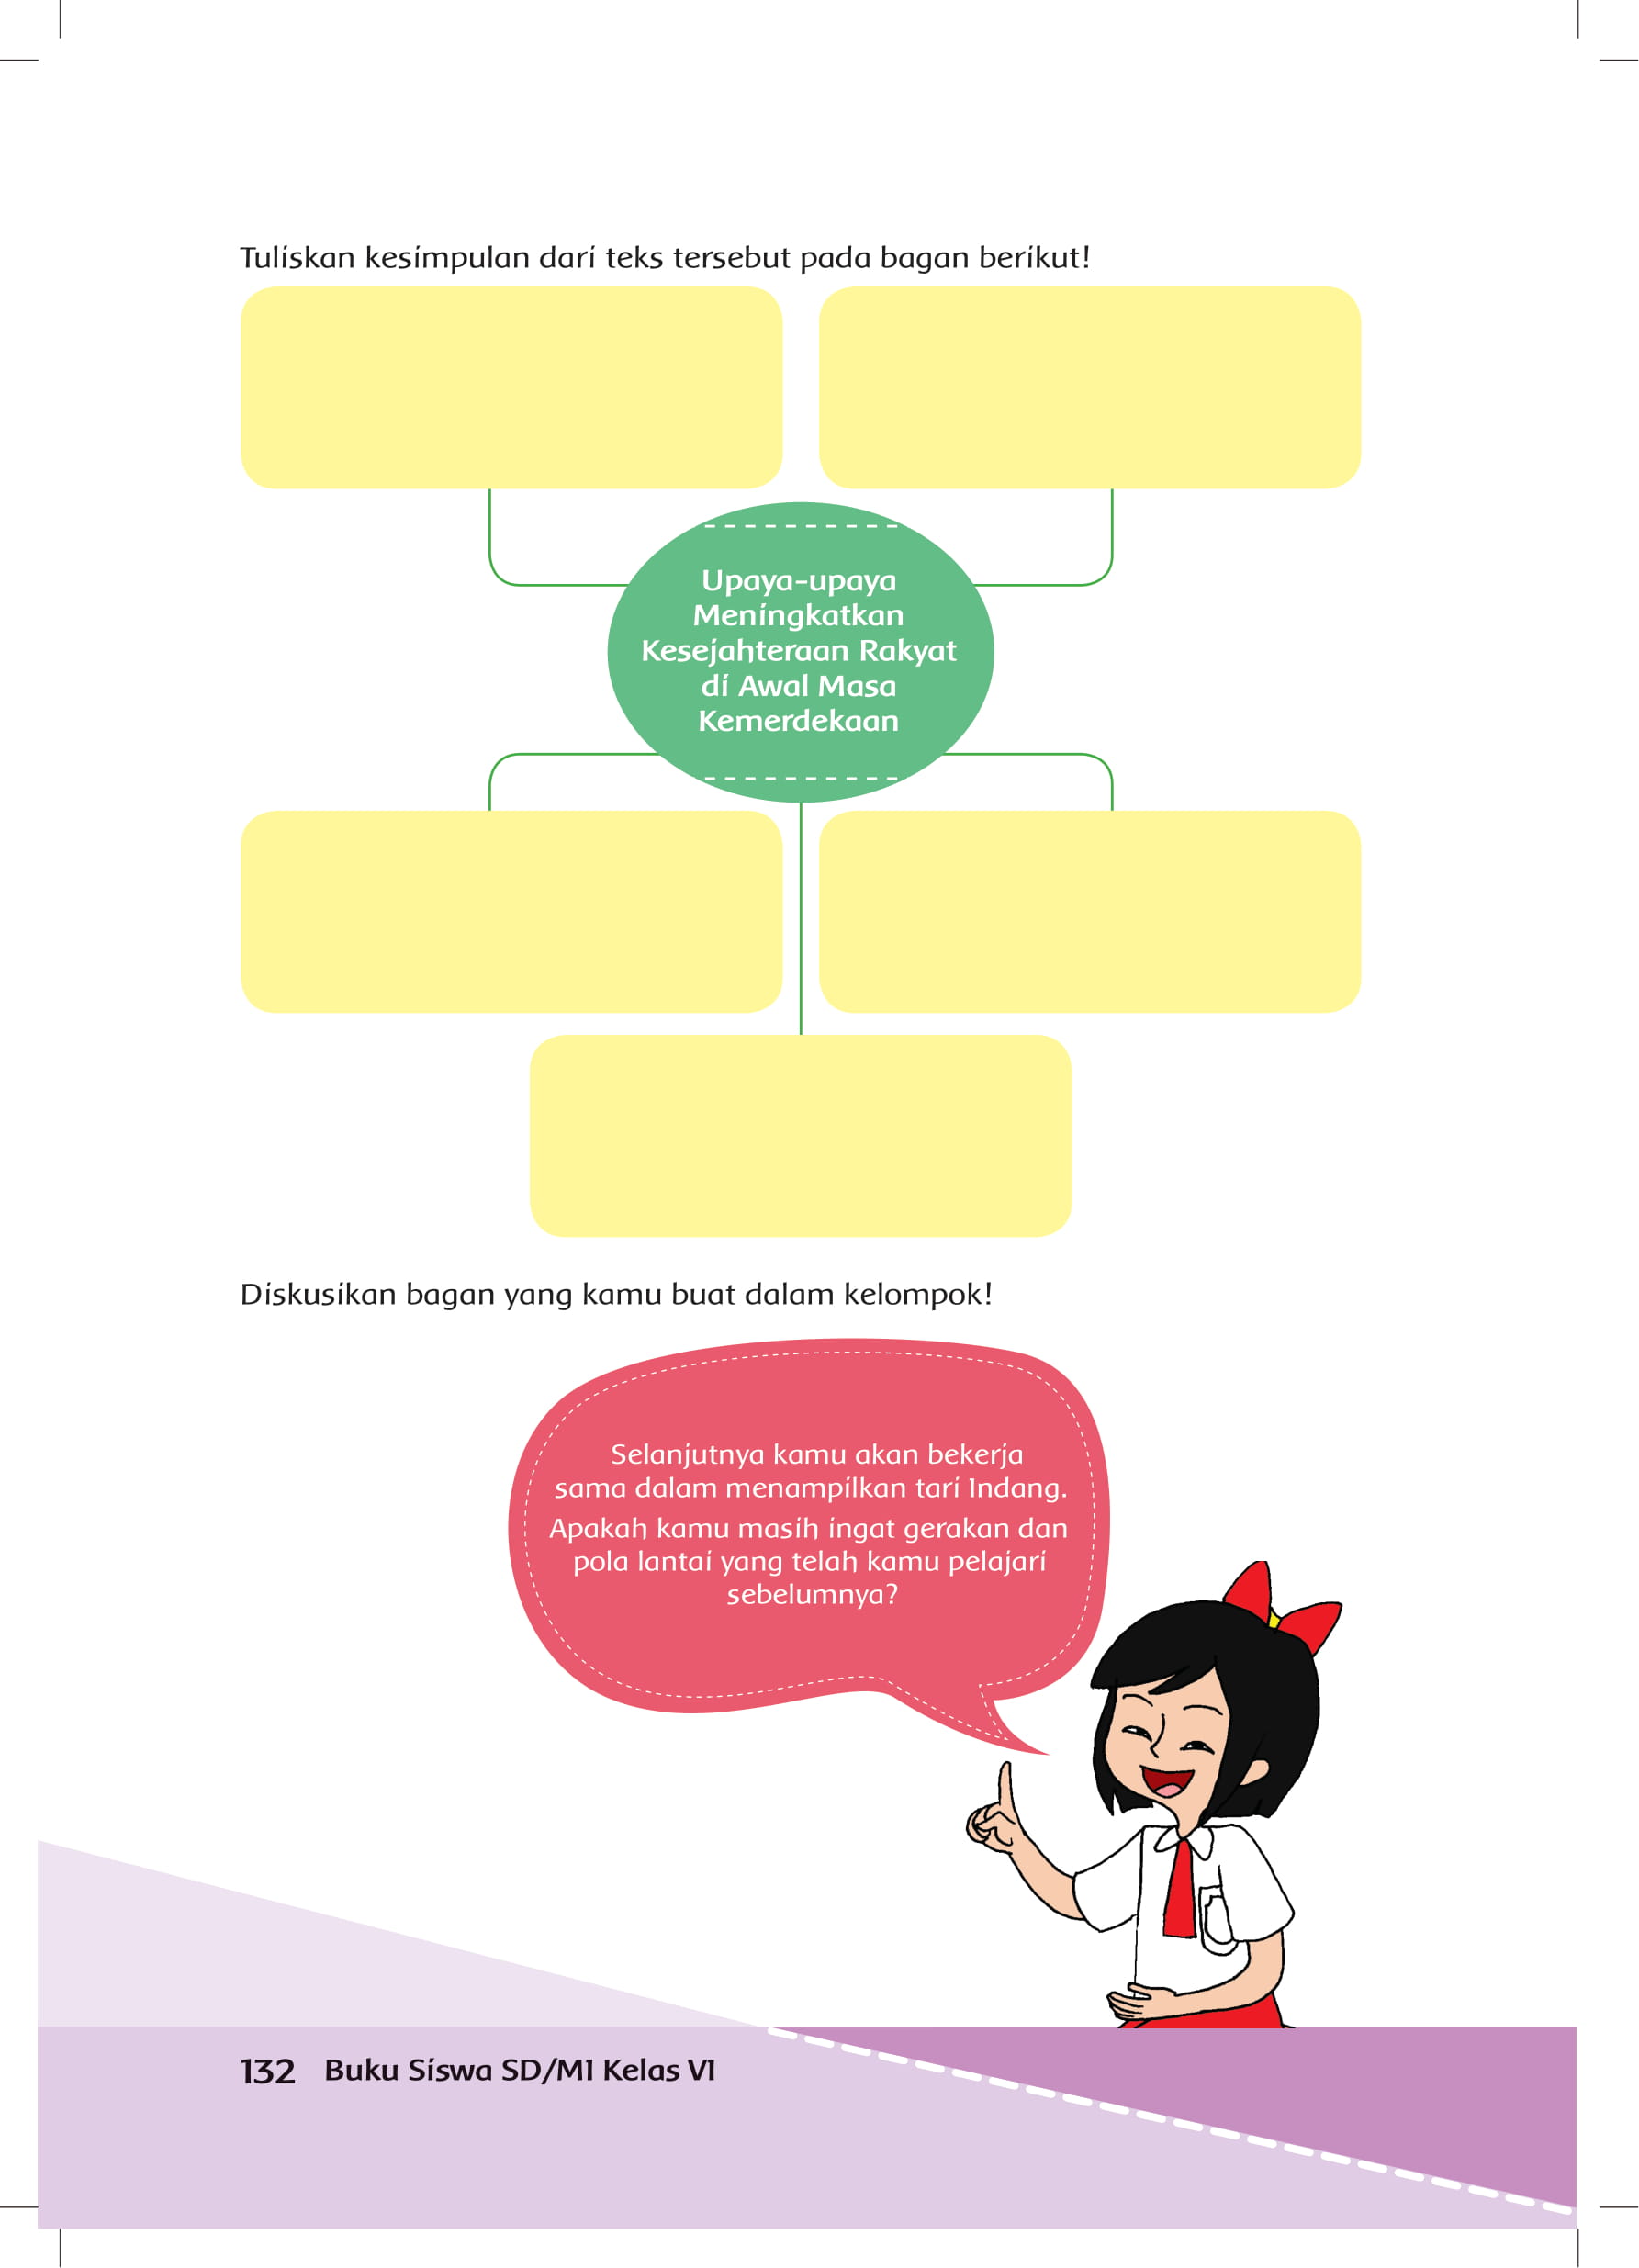 Tuliskan kesimpulan dari teks tersebut pada bagan berikut!
Upaya-upaya
Meningkatkan
Kesejahteraan Rakyat
di Awal Masa
Kemerdekaan
Diskusikan bagan yang kamu buat dalam kelompok!
Selanjutnya kamu akan bekerja
sama dalam menampilkan tari Indang.
Apakah kamu masih ingat gerakan dan
pola lantai yang telah kamu pelajari
sebelumnya?
132 Buku Siswa SD/MI Kelas VI